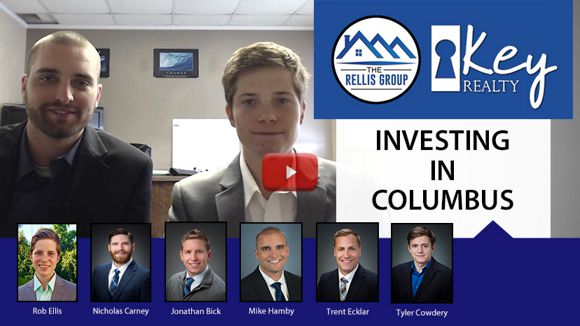 THE
RELLIS GROUP
Key
REALTY
INVESTING
IN
COLUMBUS
Rob Ellis
Nicholas Carney
Jonathan Bick
Mike Hamby
Trent Ecklar
Tyler Cowdery